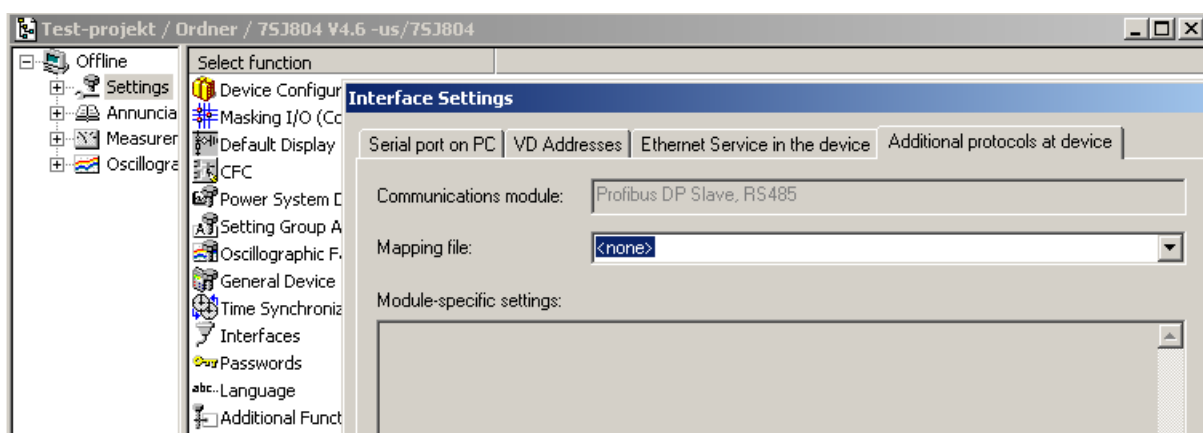 Test-projekt / Ordner / 7SJ804 V4.6 -us/7SJ804
Offline
Settings
Annuncia
Measurer
Oscillogra
Select function
Device Configur
Masking I/O (Co
Default Display
CFC
Power System D
Setting Group A
Oscillographic F
General Device
Time Synchroniz
Interfaces
Passwords
abc..Language
Additional Funct
Interface Settings
Serial port on PC
VD Addresses
Ethernet Service in the device
Additional protocols at device
Communications module:
Profibus DP Slave, RS485
Mapping file:
<none>
Module-specific settings: